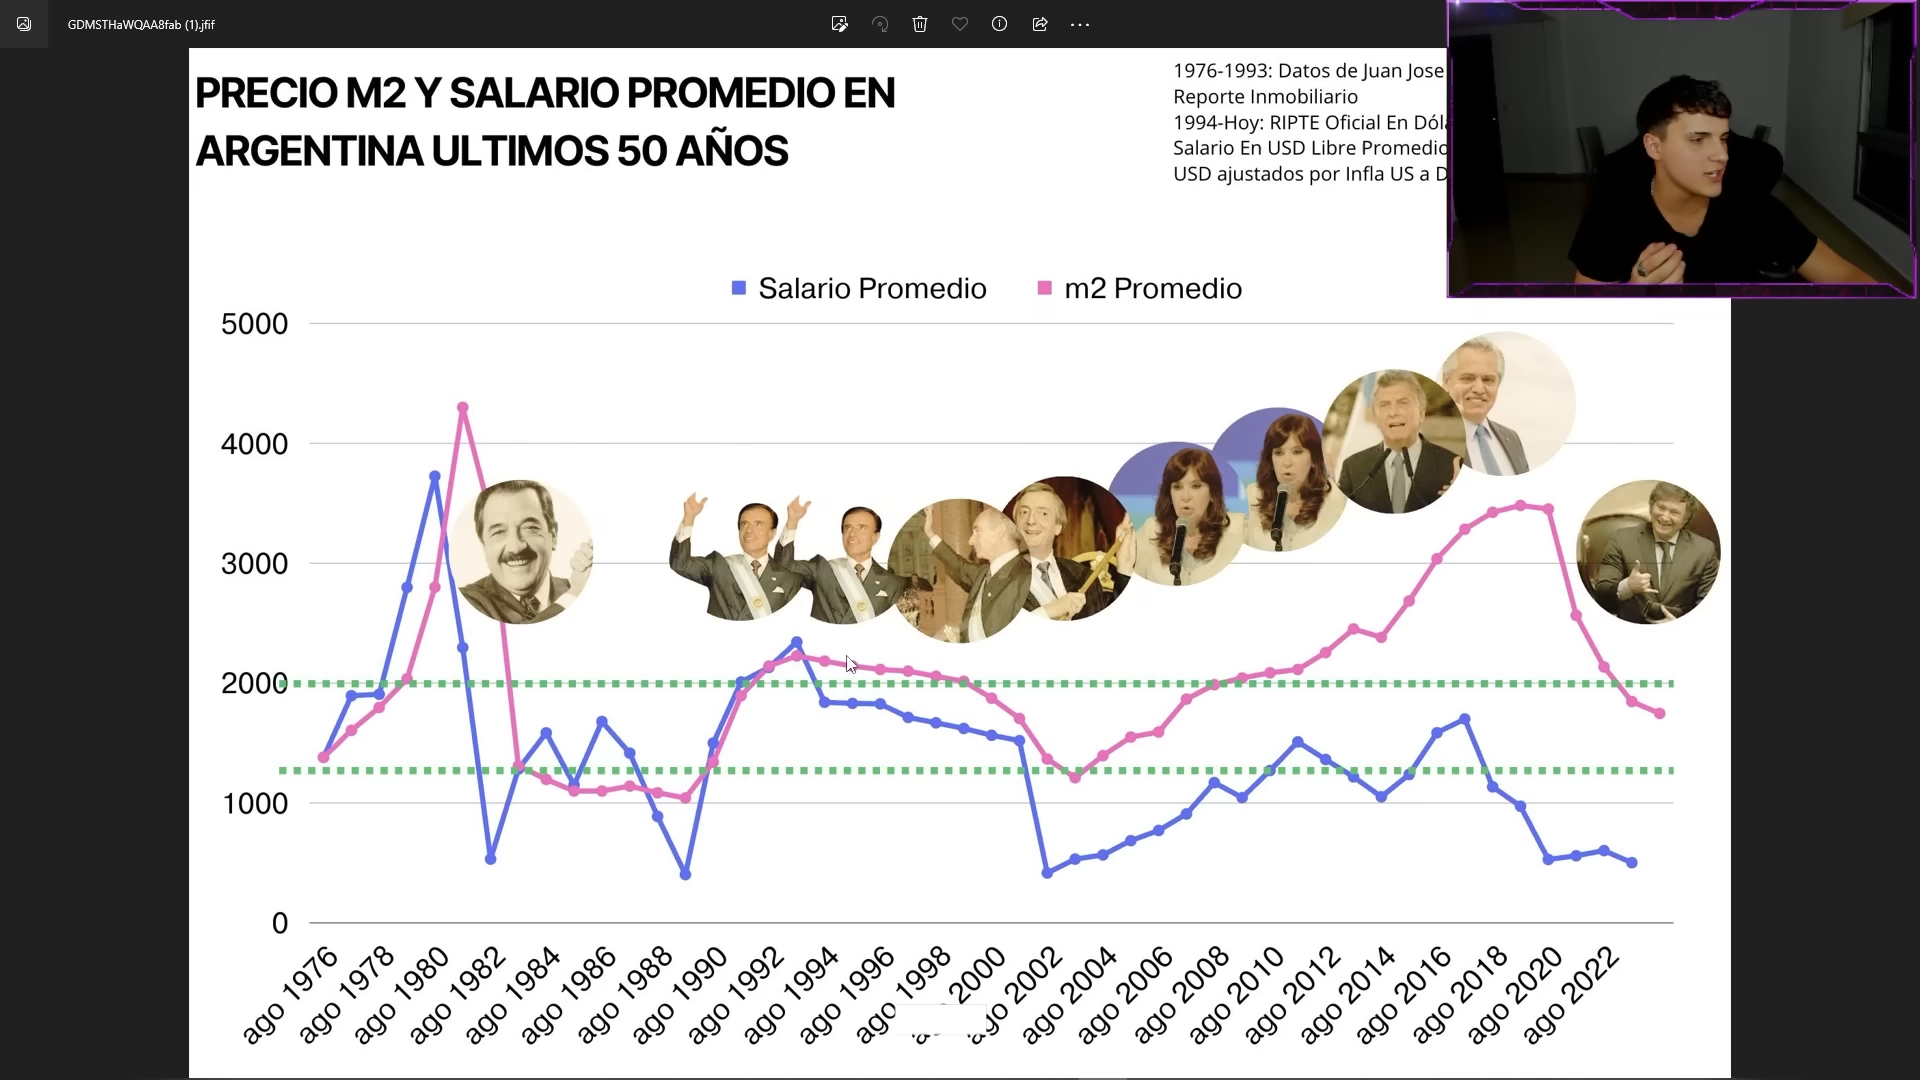 GDMSTHaWQAA8fab (1).jfif
PRECIO M2 Y SALARIO PROMEDIO EN
ARGENTINA ULTIMOS 50 AÑOS
1976-1993: Datos de Juan Jose
Reporte Inmobiliario
1994-Hoy: RIPTE Oficial En
Salario En USD Libre Promedio
USD ajustados por Infla US a
Salario Promedio
m2 Promedio
5000
4000
3000
2000
1000
0
ago 1976
ago 1978
ago 1980
ago 1982
ago 1984
ago 1986
ago 1988
ago 1990
ago 1992
ago 1994
ago 1996
ago 1998
2000
ago 2002
ago 2004
ago 2006
ago 2008
ago 2010
ago 2012
ago 2014
ago 2016
ago 2018
ago 2020
ago 2022